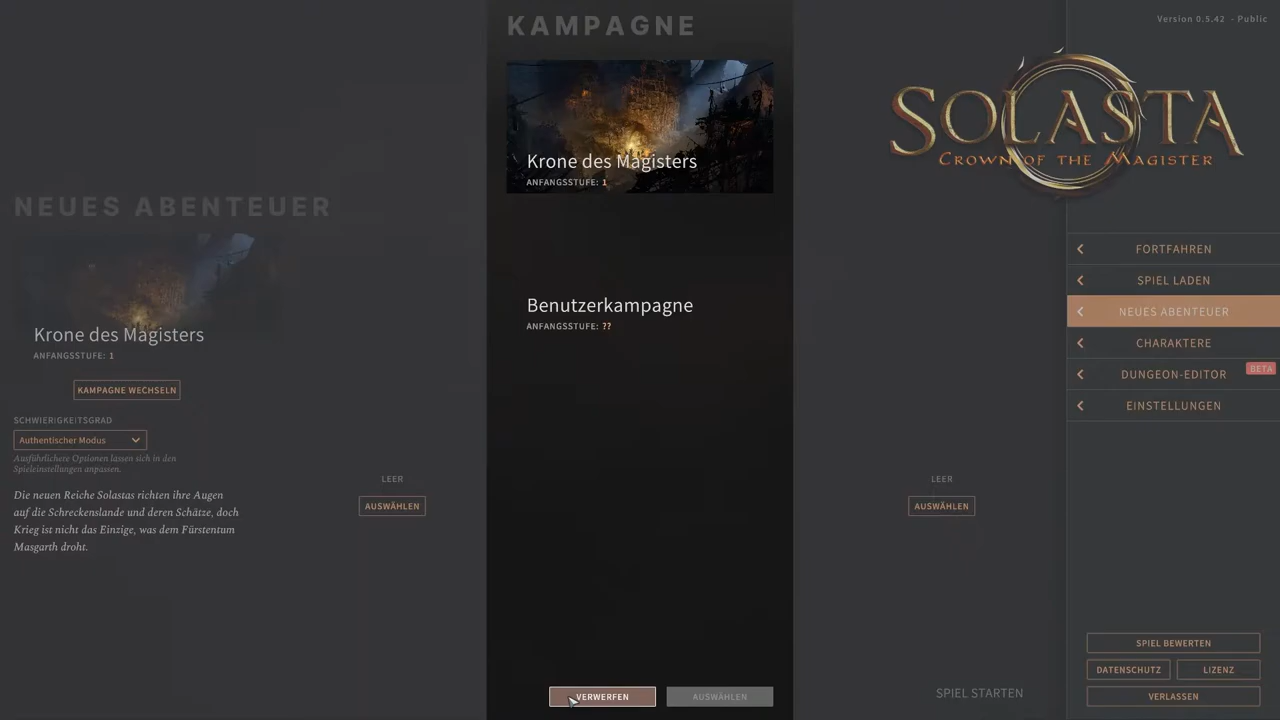 KAMPAGNE
Version 0.5.42 - Public
Krone des Magisters
ANFANGSSTUFE: 1
Benutzerkampagne
ANFANGSSTUFE: ??
VERWERFEN
AUSWÄHLEN
NEUES ABENTEUER
Krone des Magisters
ANFANGSSTUFE: 1
KAMPAGNE WECHSELN
SCHWIERIGKEITSGRAD
Authentischer Modus
Ausführlichere Optionen lassen sich in den
Spieleinstellungen anpassen.
Die neuen Reiche Solastas richten ihre Augen
auf die Schreckenslande und deren Schätze, doch
Krieg ist nicht das Einzige, was dem Fürstentum
Masgarth droht.
LEER
AUSWÄHLEN
LEER
AUSWÄHLEN
SPIEL STARTEN
SOLASTA
CROWN OF THE MAGISTER
FORTFAHREN
SPIEL LADEN
NEUES ABENTEUER
CHARAKTERE
DUNGEON-EDITOR
BETA
EINSTELLUNGEN
SPIEL BEWERTEN
DATENSCHUTZ
LIZENZ
VERLASSEN